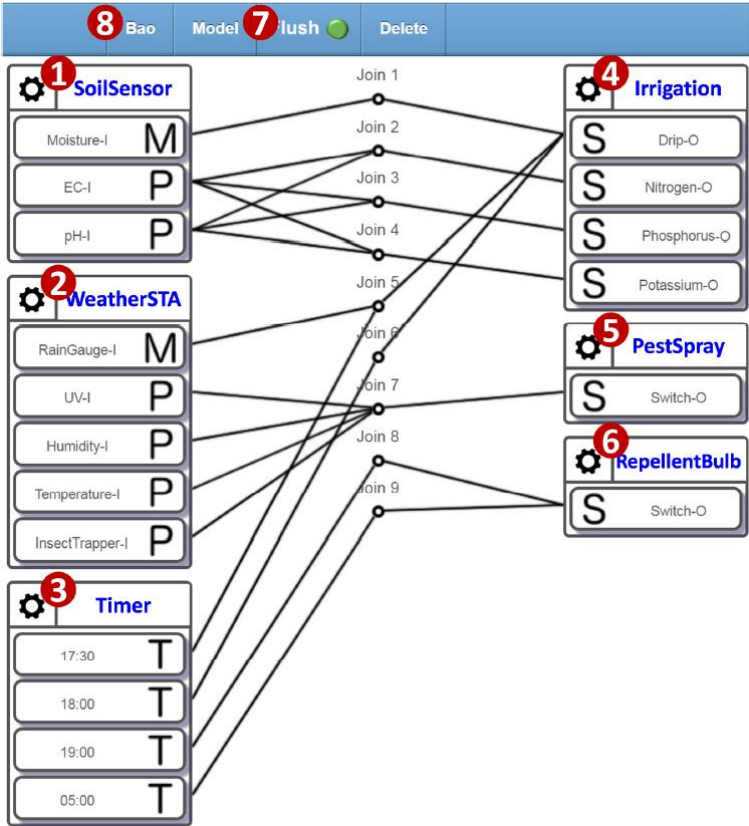 8 Bao Model 7 Flush Delete
1 SoilSensor
Moisture-I M
EC-I P
pH-I P
2 WeatherSTA
RainGauge-I M
UV-I P
Humidity-I P
Temperature-I P
InsectTrapper-I P
3 Timer
17:30 T
18:00 T
19:00 T
05:00 T
Join 1
Join 2
Join 3
Join 4
Join 5
Join 6
Join 7
Join 8
Join 9
4 Irrigation
S Drip-O
S Nitrogen-O
S Phosphorus-O
S Potassium-O
5 PestSpray
S Switch-O
6 RepellentBulb
S Switch-O